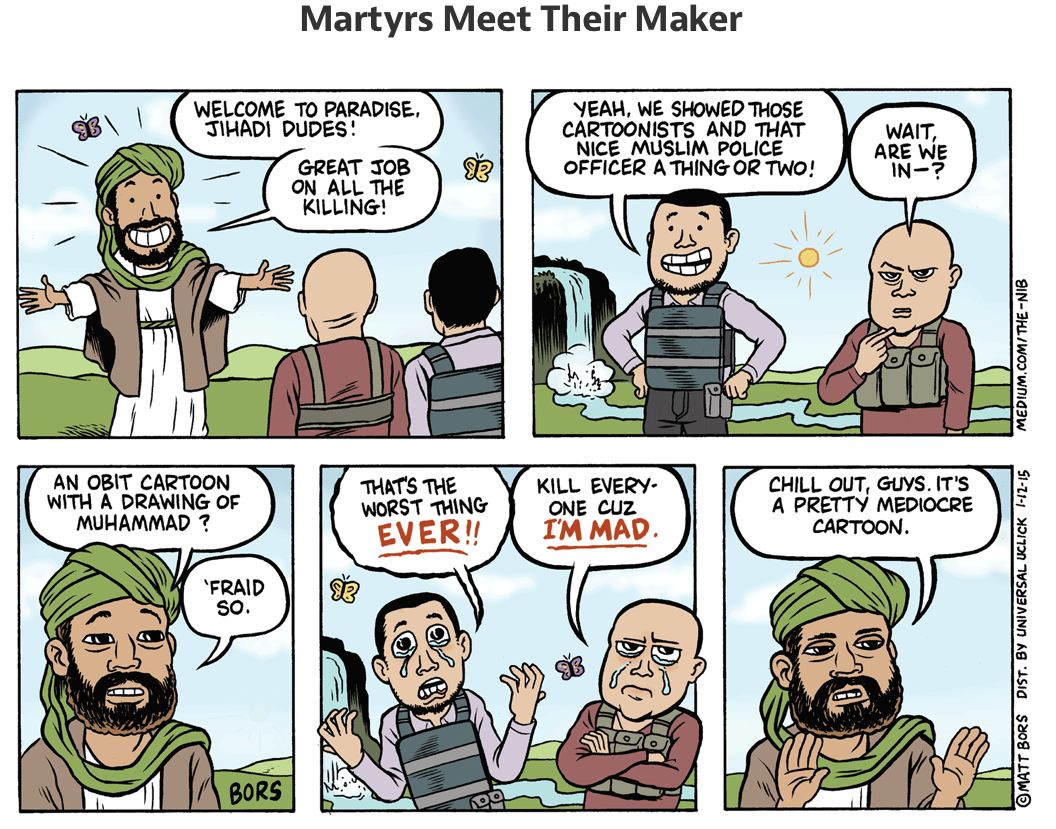 Martyrs Meet Their Maker
WELCOME TO PARADISE,
JIHADI DUDES!
GREAT JOB
ON ALL THE
KILLING!
YEAH, WE SHOWED THOSE
CARTOONISTS AND THAT
NICE MUSLIM POLICE
OFFICER A THING OR TWO!
WAIT,
ARE WE
IN—?
MEDIUM.COM/THE-NIB
AN OBIT CARTOON
WITH A DRAWING OF
MUHAMMAD?
'FRAID
SO.
BORS
THAT'S THE
WORST THING
EVER!!
KILL EVERY-
ONE CUZ
I'M MAD.
CHILL OUT, GUYS. IT'S
A PRETTY MEDIOCRE
CARTOON.
©MATT BORS DIST. BY UNIVERSAL UCLICK 1-12-15